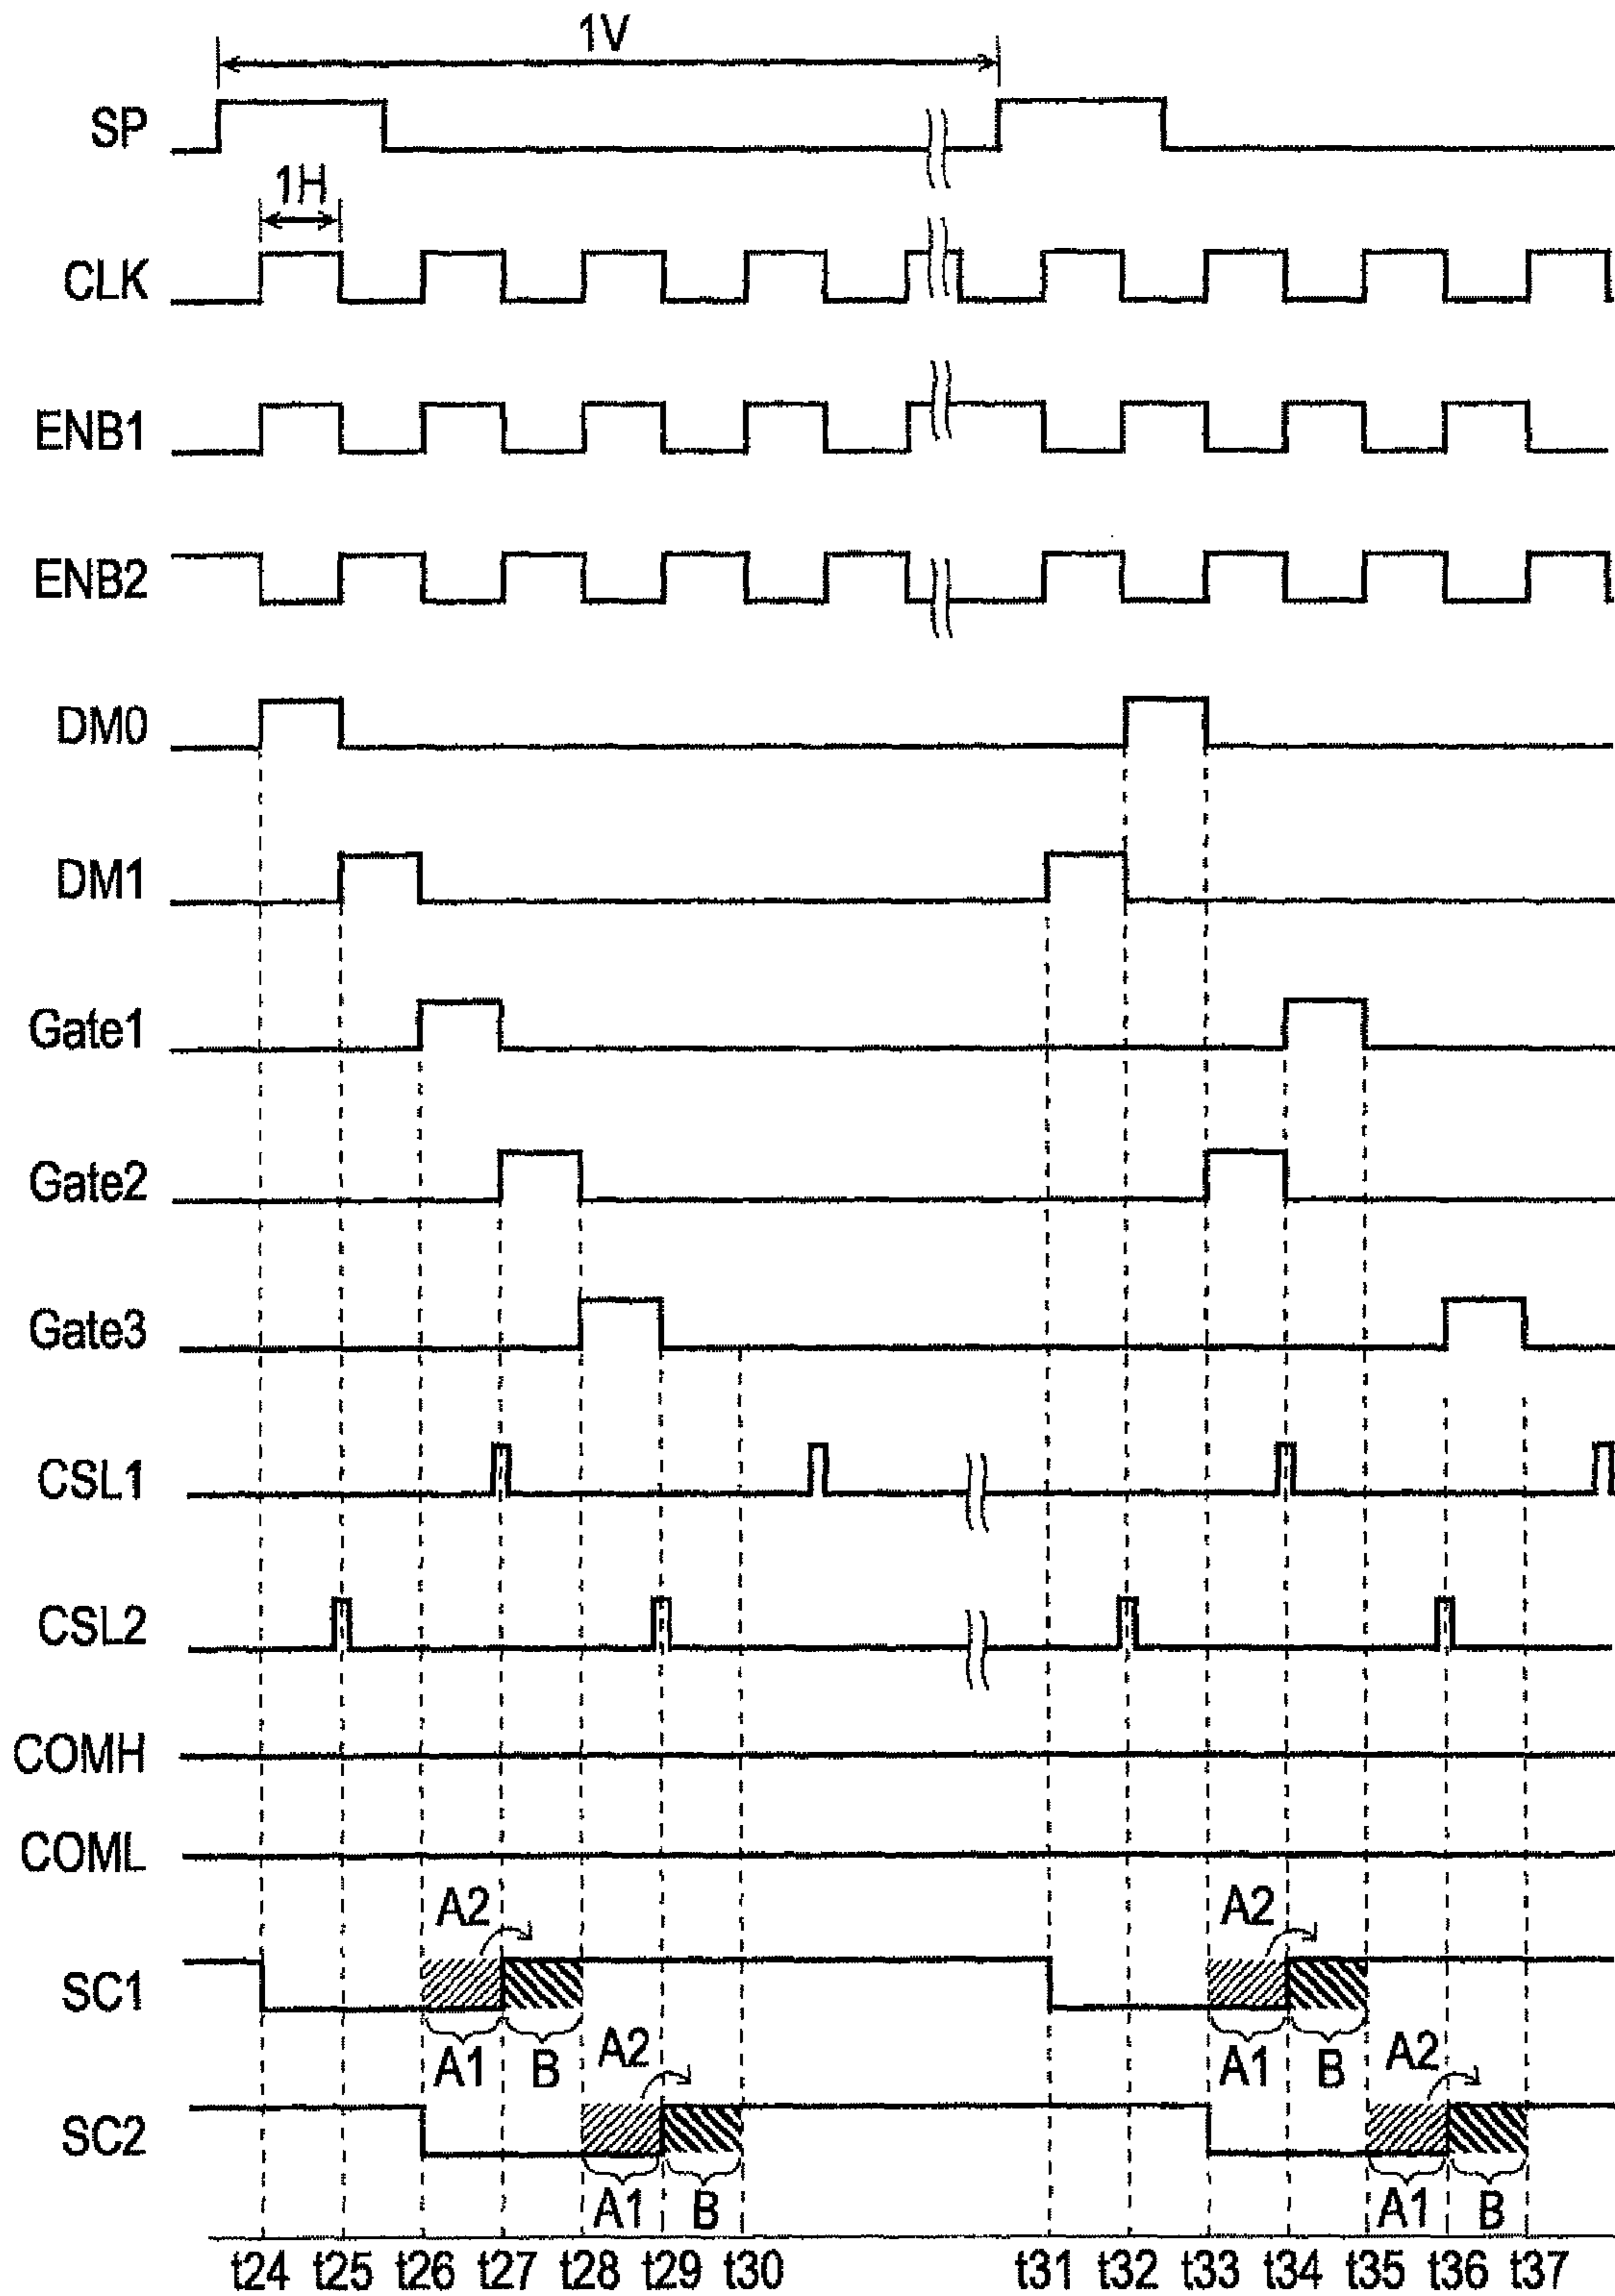 1V
SP
1H
CLK
ENB1
ENB2
DM0
DM1
Gate1
Gate2
Gate3
CSL1
CSL2
COMH
COML
A2 A2
SC1
A1 B A2 A1 B A2
SC2
A1 B A1 B
t24 t25 t26 t27 t28 t29 t30 t31 t32 t33 t34 t35 t36 t37